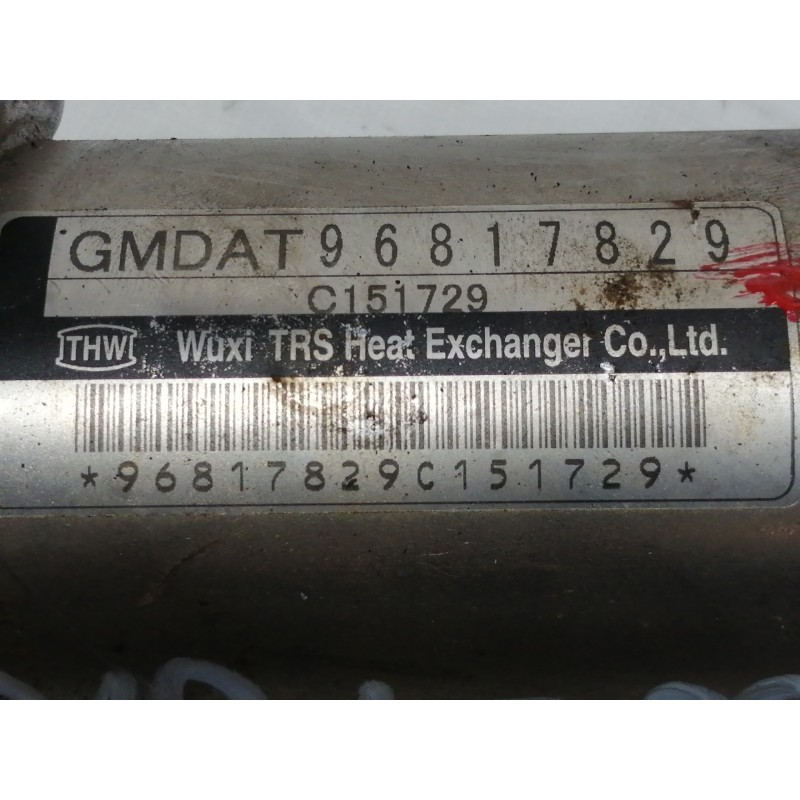 GMDAT 96817829
C151729
THW Wuxi TRS Heat Exchanger Co.,Ltd.
*96817829C151729*